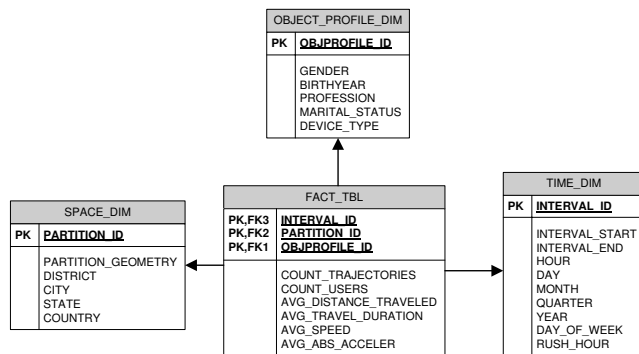 OBJECT_PROFILE_DIM
PK OBJPROFILE_ID
GENDER
BIRTHYEAR
PROFESSION
MARITAL_STATUS
DEVICE_TYPE
SPACE_DIM
PK PARTITION_ID
PARTITION_GEOMETRY
DISTRICT
CITY
STATE
COUNTRY
FACT_TBL
PK,FK3 INTERVAL_ID
PK,FK2 PARTITION_ID
PK,FK1 OBJPROFILE_ID
COUNT_TRAJECTORIES
COUNT_USERS
AVG_DISTANCE_TRAVELED
AVG_TRAVEL_DURATION
AVG_SPEED
AVG_ABS_ACCELER
TIME_DIM
PK INTERVAL_ID
INTERVAL_START
INTERVAL_END
HOUR
DAY
MONTH
QUARTER
YEAR
DAY_OF_WEEK
RUSH_HOUR